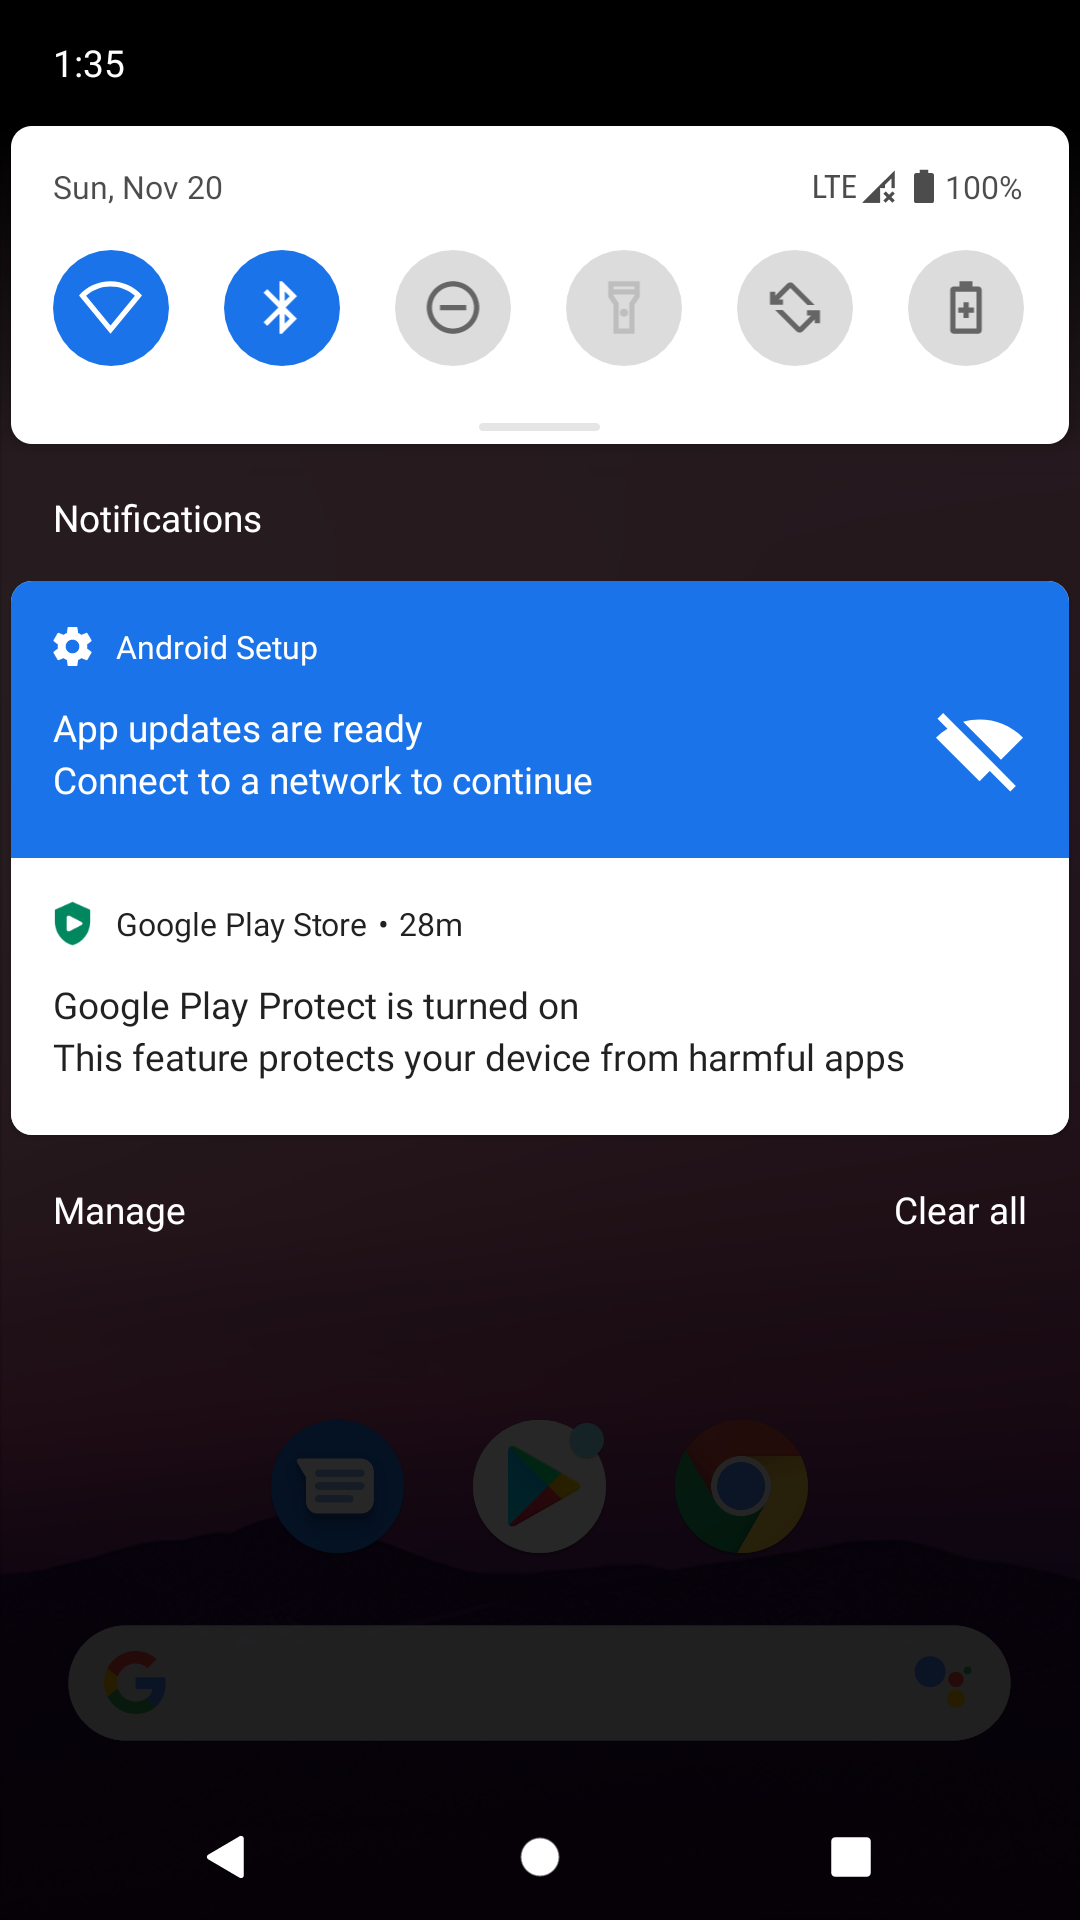 1:35
Sun, Nov 20
LTE 100%
Notifications
Android Setup
App updates are ready
Connect to a network to continue
Google Play Store • 28m
Google Play Protect is turned on
This feature protects your device from harmful apps
Manage
Clear all